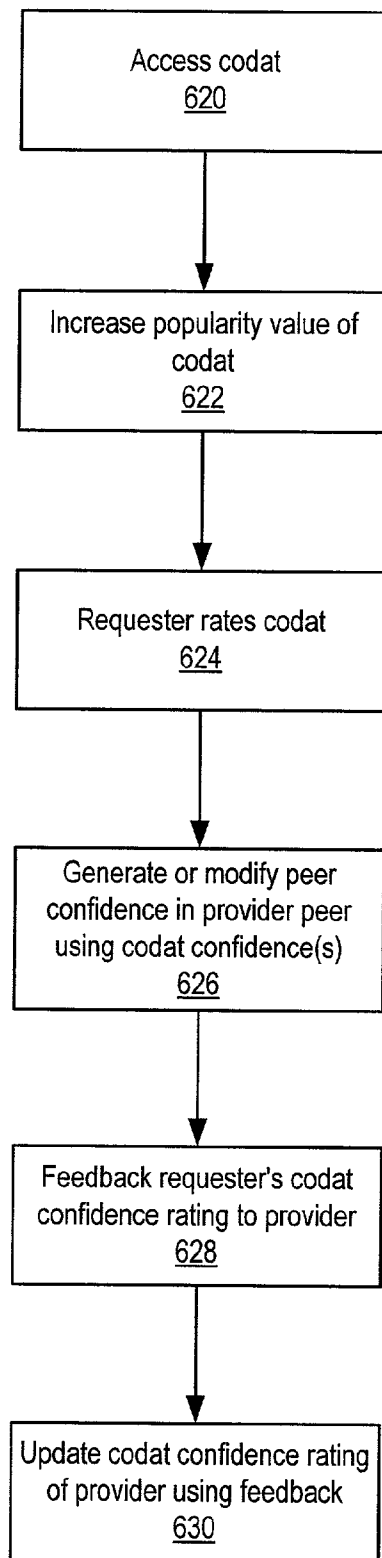 Access codat
620
Increase popularity value of
codat
622
Requester rates codat
624
Generate or modify peer
confidence in provider peer
using codat confidence(s)
626
Feedback requester's codat
confidence rating to provider
628
Update codat confidence rating
of provider using feedback
630